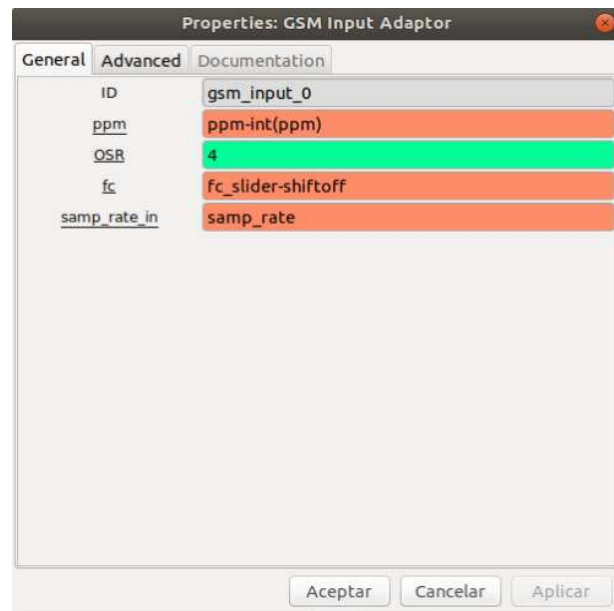 Properties: GSM Input Adaptor
General Advanced Documentation
ID gsm_input_0
ppm ppm-int(ppm)
OSR 4
fc fc_slider-shiftoff
samp_rate_in samp_rate
Aceptar Cancelar Aplicar